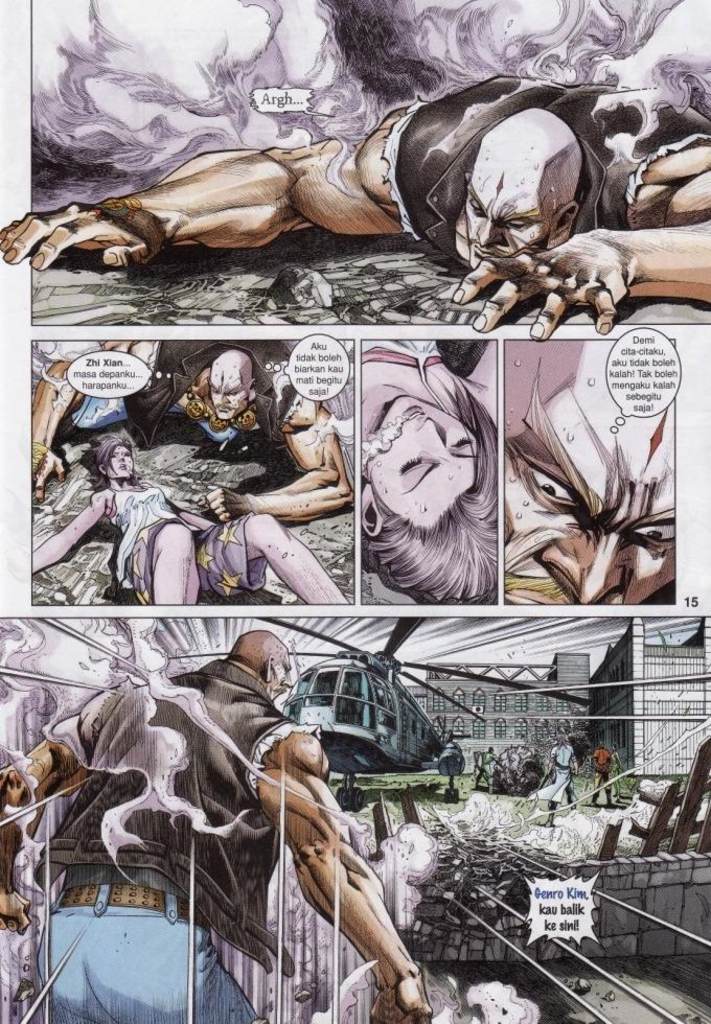 Argh...
Zhi Xian...
masa depanku...
harapanku...
Aku
tidak boleh
biarkan kau
mati begitu
saja!
Demi
cita-citaku,
aku tidak boleh
kalah! Tak boleh
mengaku kalah
sebegitu
saja!
15
Genro Kim,
kau balik
ke sini!